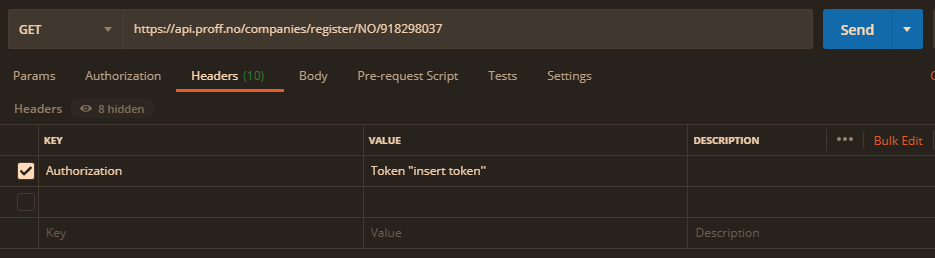 GET https://api.proff.no/companies/register/NO/918298037 Send
Params Authorization Headers (10) Body Pre-request Script Tests Settings
Headers 8 hidden
KEY VALUE DESCRIPTION ••• Bulk Edit
Authorization Token "insert token"
Key Value Description